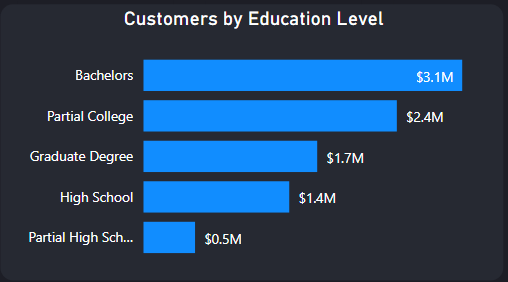 Customers by Education Level
Bachelors $3.1M
Partial College $2.4M
Graduate Degree $1.7M
High School $1.4M
Partial High Sch... $0.5M